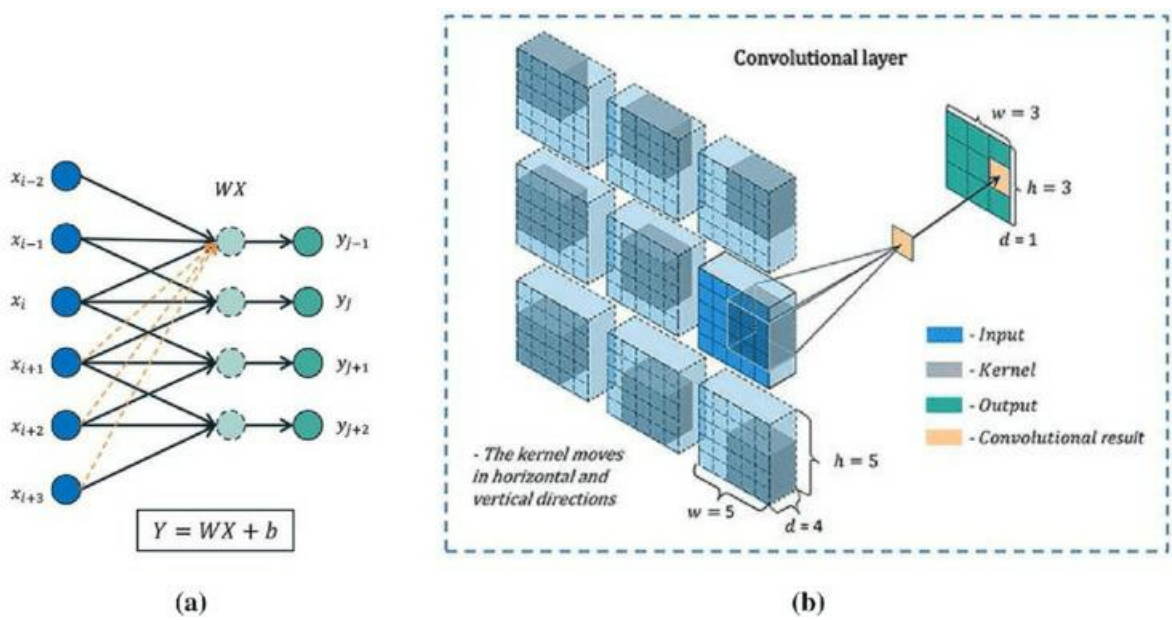 x_{i-2}
x_{i-1}
x_i
x_{i+1}
x_{i+2}
x_{i+3}
WX
y_{j-1}
y_j
y_{j+1}
y_{j+2}
Y = WX + b
(a)
Convolutional layer
w = 3
h = 3
d = 1
- Input
- Kernel
- Output
- Convolutional result
- The kernel moves
in horizontal and
vertical directions
h = 5
w = 5
d = 4
(b)